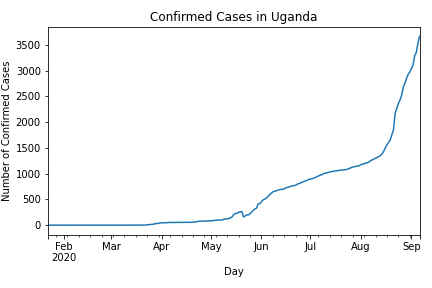 Confirmed Cases in Uganda
Number of Confirmed Cases
3500
3000
2500
2000
1500
1000
500
0
Feb Mar Apr May Jun Jul Aug Sep
2020
Day